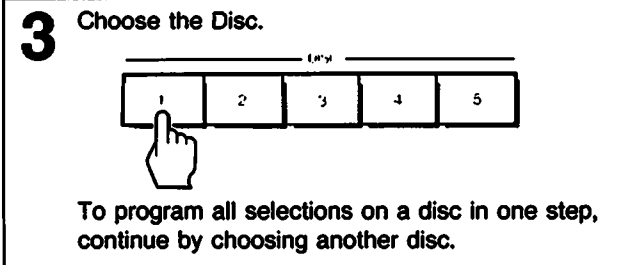 3 Choose the Disc.
1 2 3 4 5
To program all selections on a disc in one step,
continue by choosing another disc.